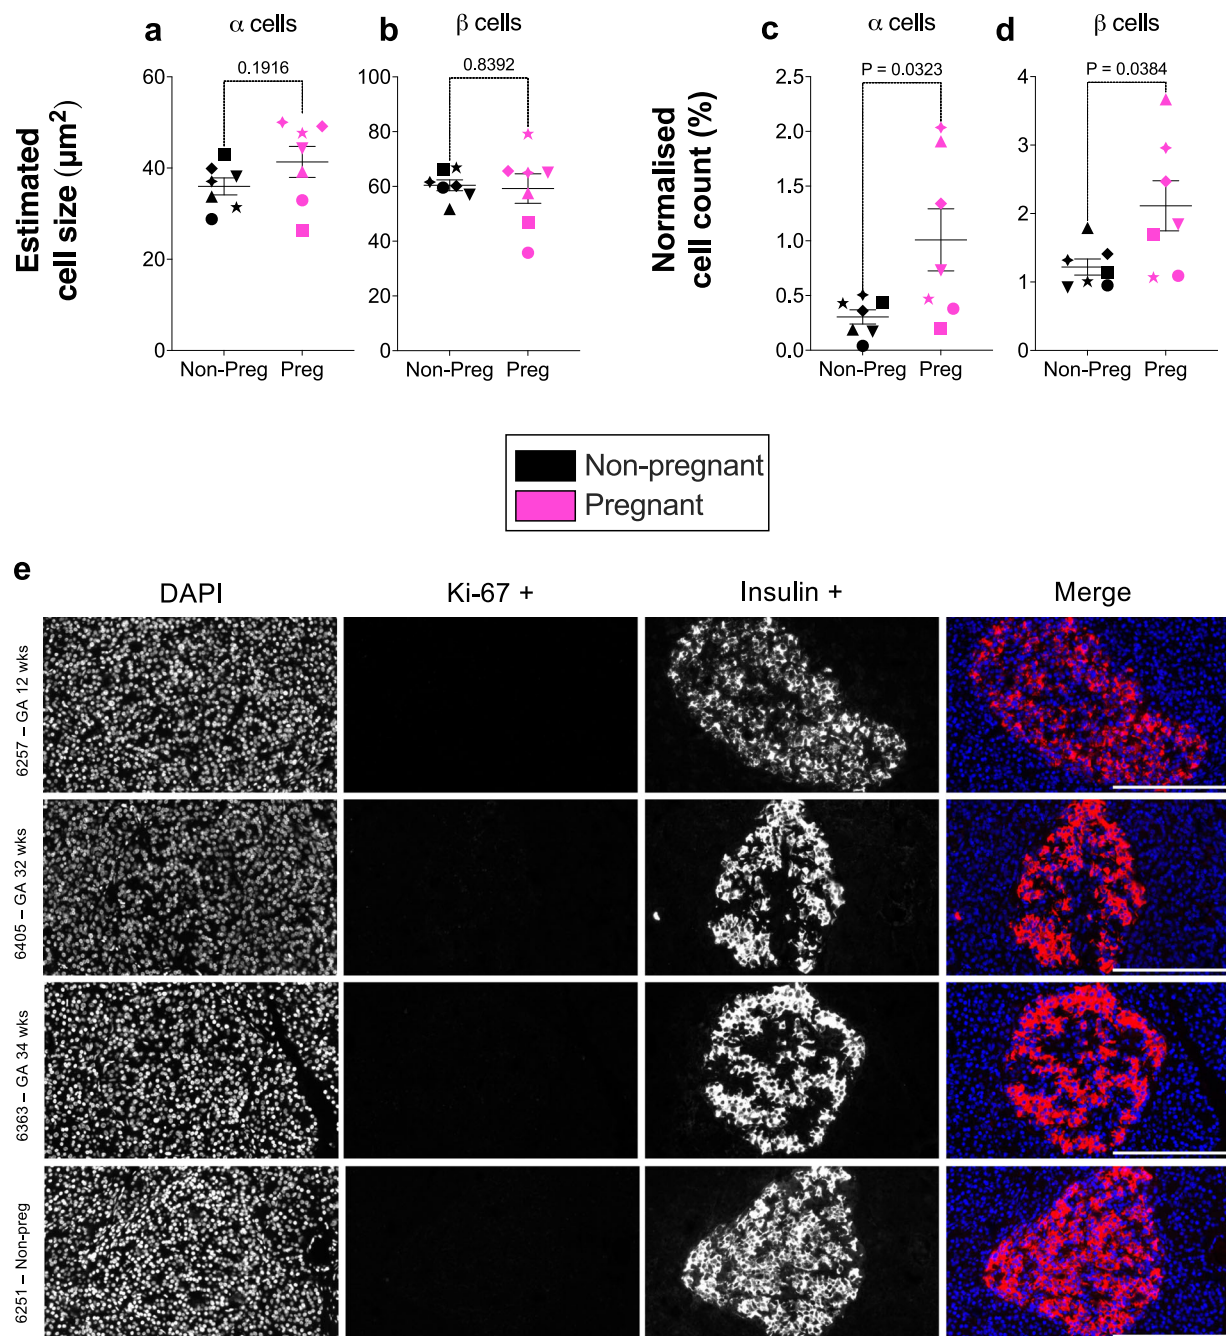 a
α cells
b
β cells
c
α cells
d
β cells
Estimated
cell size (µm²)
0.1916
60
40
20
0
Non-Preg
Preg
0.8392
100
80
60
40
20
0
Non-Preg
Preg
Normalised
cell count (%)
P = 0.0323
2.5
2.0
1.5
1.0
0.5
0.0
Non-Preg
Preg
P = 0.0384
4
3
2
1
0
Non-Preg
Preg
Non-pregnant
Pregnant
e
DAPI
Ki-67 +
Insulin +
Merge
6257 – GA 12 wks
6405 – GA 32 wks
6363 – GA 34 wks
6251 – Non-preg